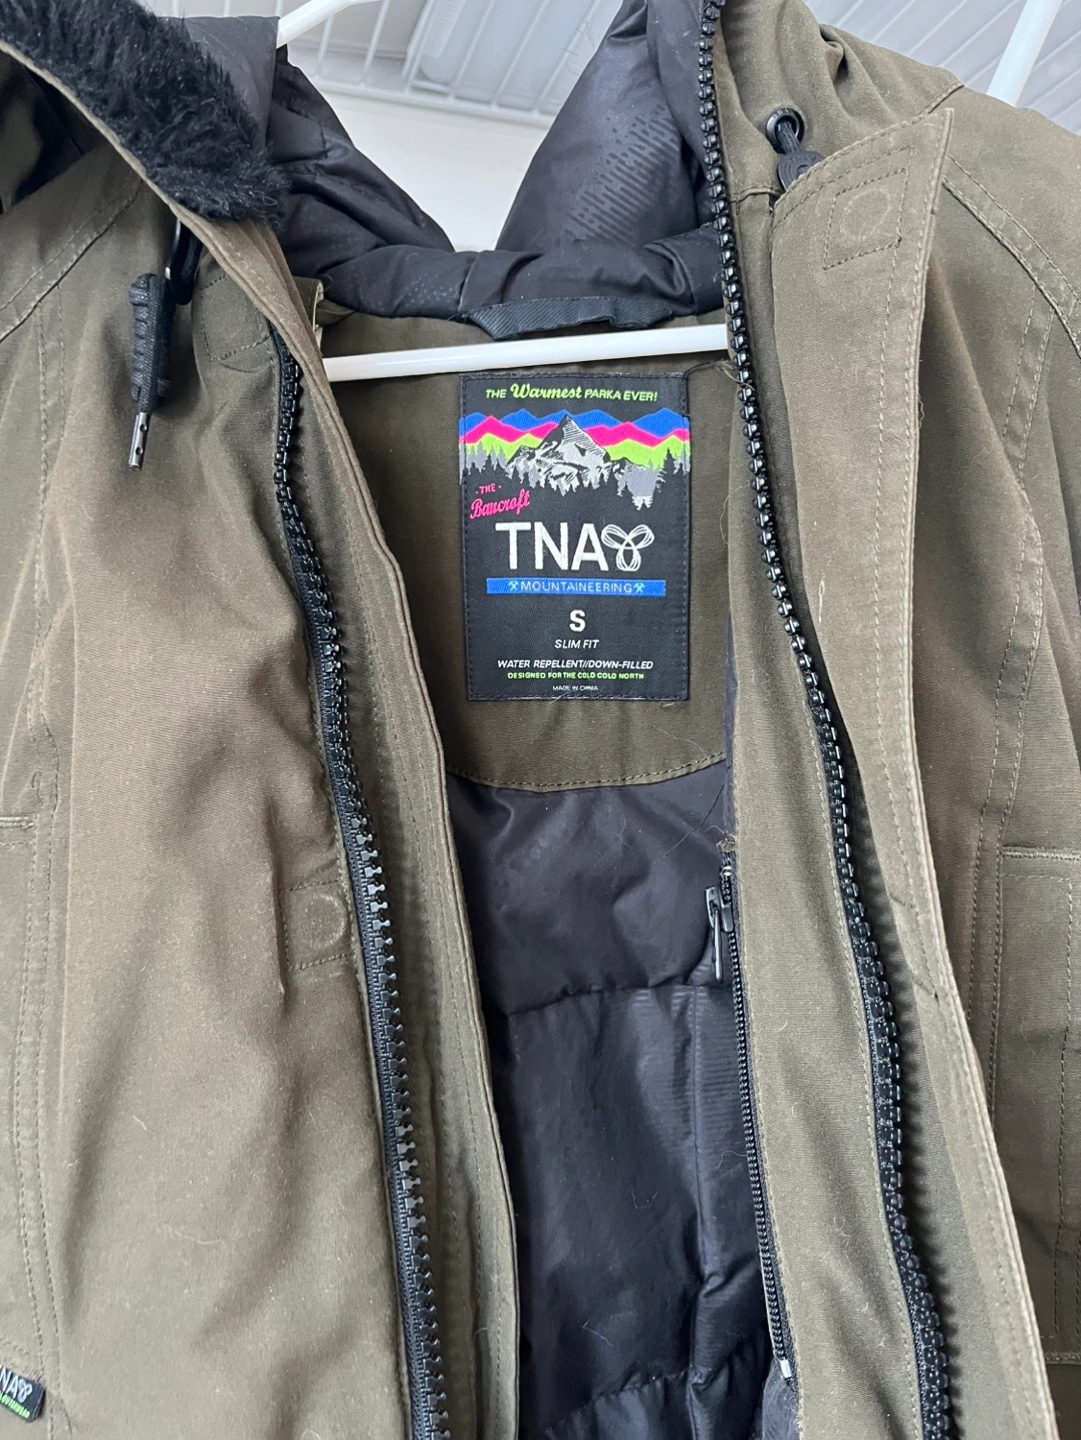 THE Warmest PARKA EVER!
-THE-
Bancroft
TNA
MOUNTAINEERING
S
SLIM FIT
WATER REPELLENT//DOWN-FILLED
DESIGNED FOR THE COLD COLD NORTH
MADE IN CHINA
NA